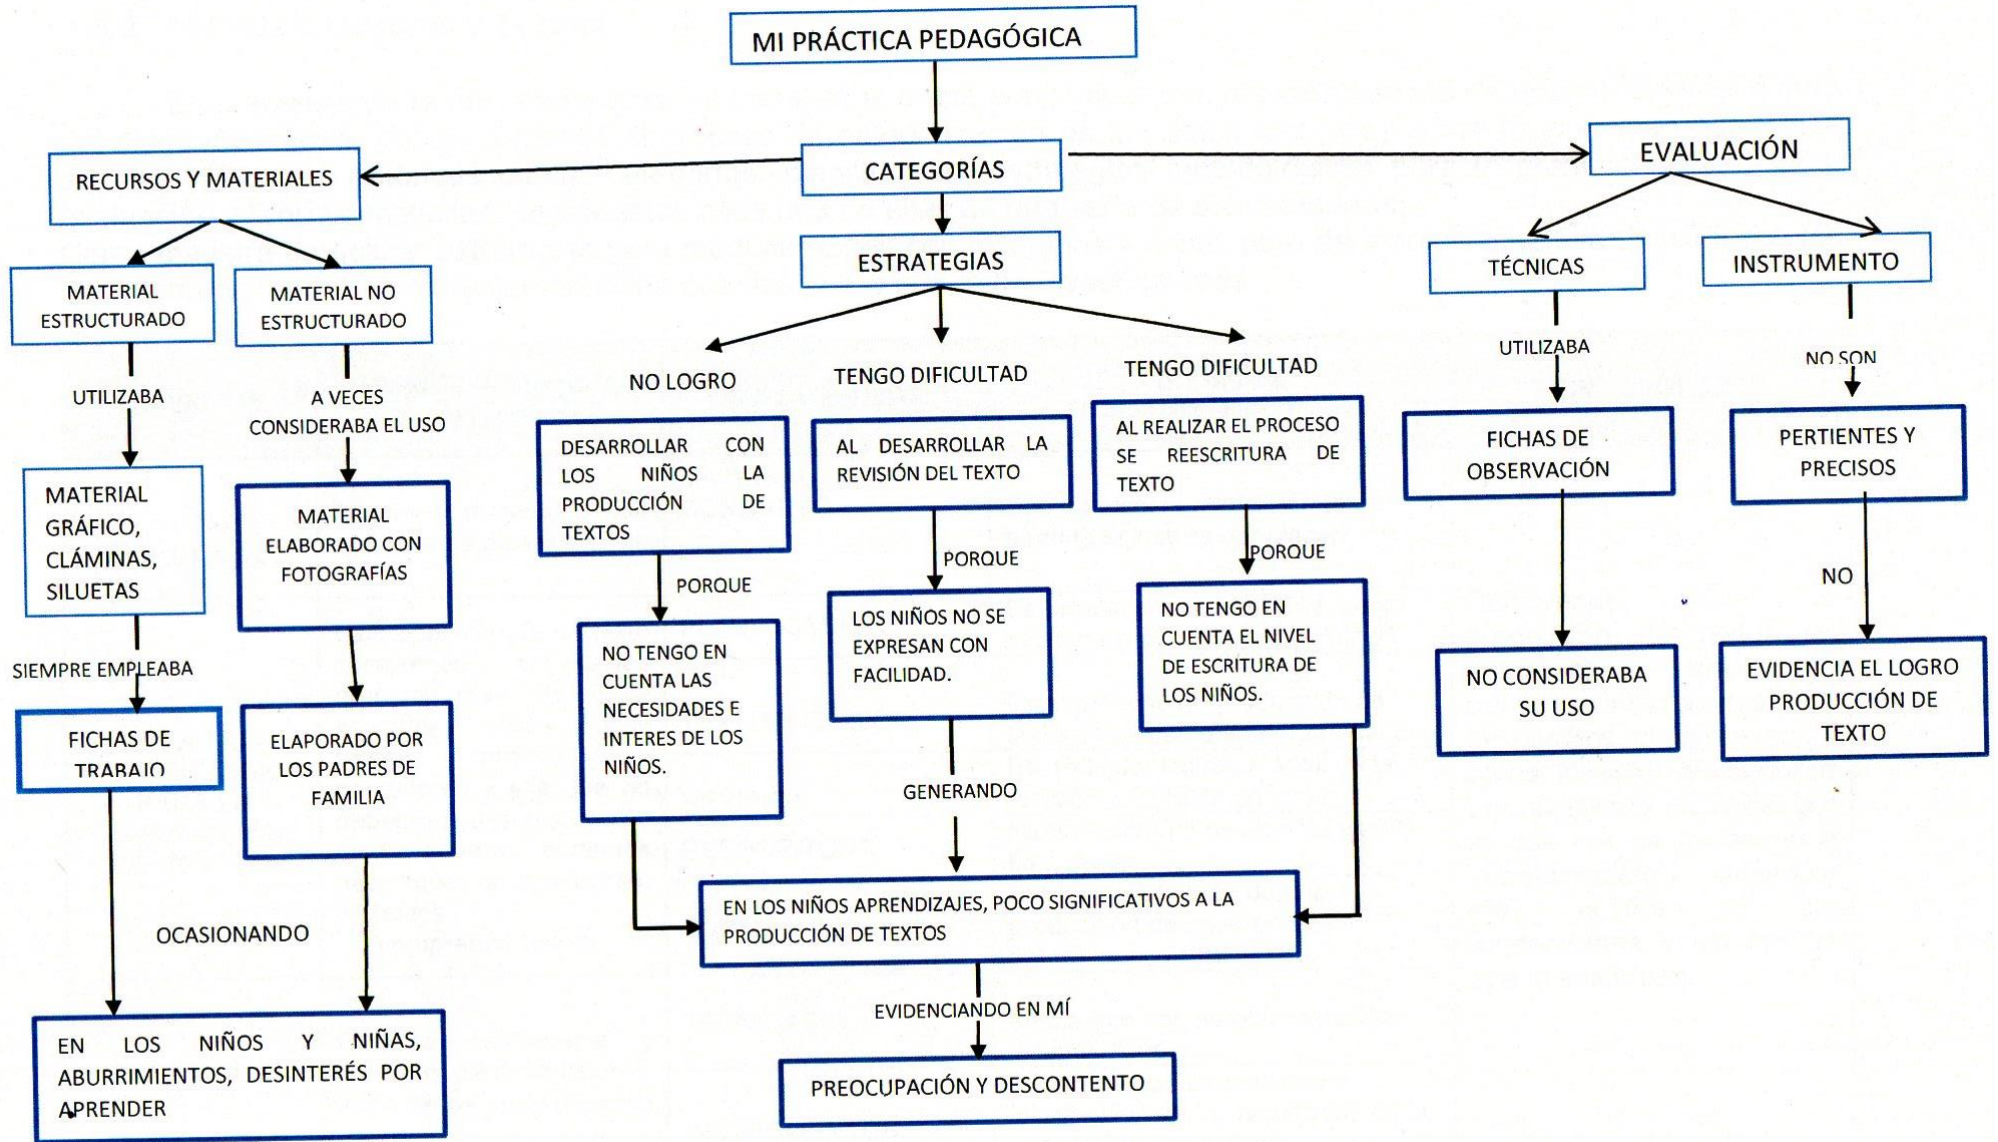 MI PRÁCTICA PEDAGÓGICA
RECURSOS Y MATERIALES
CATEGORÍAS
EVALUACIÓN
MATERIAL
ESTRUCTURADO
MATERIAL NO
ESTRUCTURADO
ESTRATEGIAS
TÉCNICAS
INSTRUMENTO
UTILIZABA
A VECES
CONSIDERABA EL USO
NO LOGRO
TENGO DIFICULTAD
TENGO DIFICULTAD
UTILIZABA
NO SON
MATERIAL
GRÁFICO,
CLÁMINAS,
SILUETAS
MATERIAL
ELABORADO CON
FOTOGRAFÍAS
DESARROLLAR CON
LOS NIÑOS LA
PRODUCCIÓN DE
TEXTOS
AL DESARROLLAR LA
REVISIÓN DEL TEXTO
AL REALIZAR EL PROCESO
SE REESCRITURA DE
TEXTO
FICHAS DE
OBSERVACIÓN
PERTIENTES Y
PRECISOS
SIEMPRE EMPLEABA
PORQUE
PORQUE
PORQUE
NO
FICHAS DE
TRABAJO
ELAPORADO POR
LOS PADRES DE
FAMILIA
NO TENGO EN
CUENTA LAS
NECESIDADES E
INTERES DE LOS
NIÑOS.
LOS NIÑOS NO SE
EXPRESAN CON
FACILIDAD.
NO TENGO EN
CUENTA EL NIVEL
DE ESCRITURA DE
LOS NIÑOS.
NO CONSIDERABA
SU USO
EVIDENCIA EL LOGRO
PRODUCCIÓN DE
TEXTO
GENERANDO
OCASIONANDO
EN LOS NIÑOS APRENDIZAJES, POCO SIGNIFICATIVOS A LA
PRODUCCIÓN DE TEXTOS
EVIDENCIANDO EN MÍ
EN LOS NIÑOS Y NIÑAS,
ABURRIMIENTOS, DESINTERÉS POR
APRENDER
PREOCUPACIÓN Y DESCONTENTO